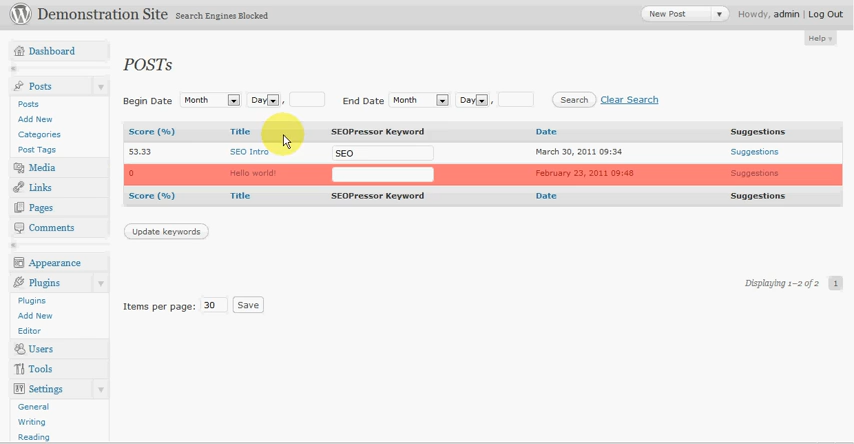 Demonstration Site Search Engines Blocked New Post Howdy, admin | Log Out
Help
Dashboard
Posts
Posts
Add New
Categories
Post Tags
Media
Links
Pages
Comments
Appearance
Plugins
Plugins
Add New
Editor
Users
Tools
Settings
General
Writing
Reading
POSTs
Begin Date Month Day , End Date Month Day , Search Clear Search
Score (%) Title SEOPressor Keyword Date Suggestions
53.33 SEO Intro SEO March 30, 2011 09:34 Suggestions
0 Hello world! February 23, 2011 09:48 Suggestions
Score (%) Title SEOPressor Keyword Date Suggestions
Update keywords
Displaying 1–2 of 2 1
Items per page: 30 Save